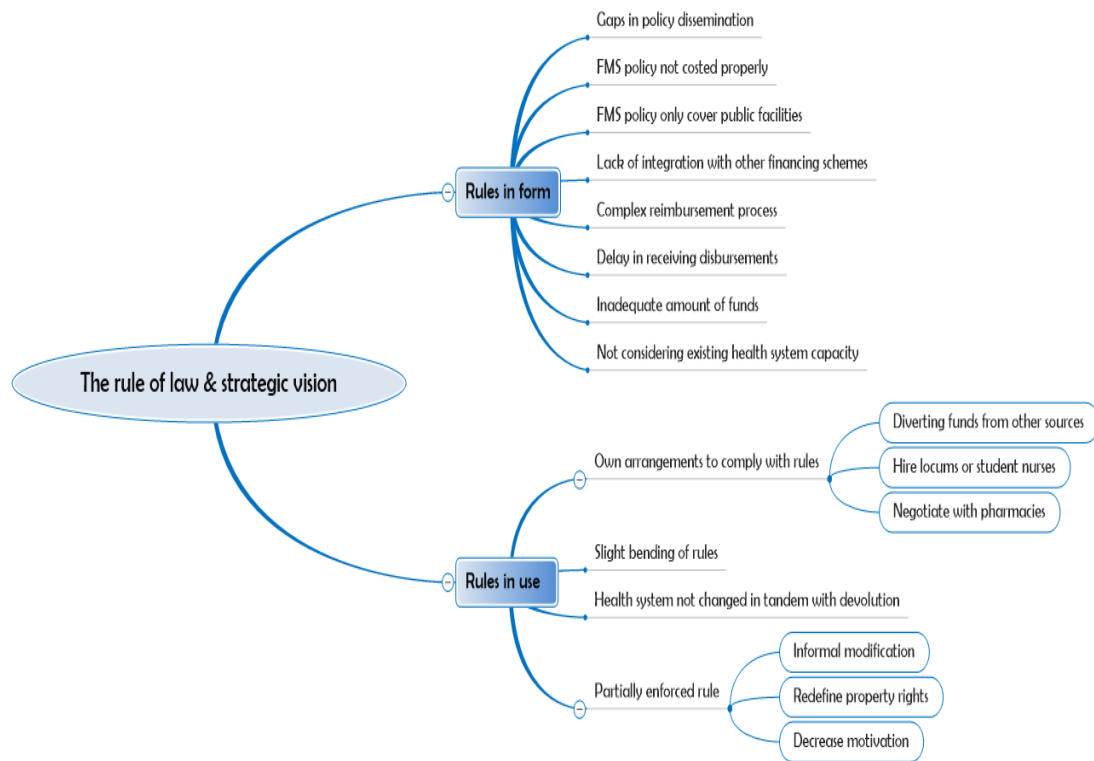 Gaps in policy dissemination
FMS policy not costed properly
FMS policy only cover public facilities
Lack of integration with other financing schemes
Rules in form
Complex reimbursement process
Delay in receiving disbursements
Inadequate amount of funds
Not considering existing health system capacity
The rule of law & strategic vision
Diverting funds from other sources
Own arrangements to comply with rules
Hire locums or student nurses
Negotiate with pharmacies
Slight bending of rules
Rules in use
Health system not changed in tandem with devolution
Informal modification
Partially enforced rule
Redefine property rights
Decrease motivation